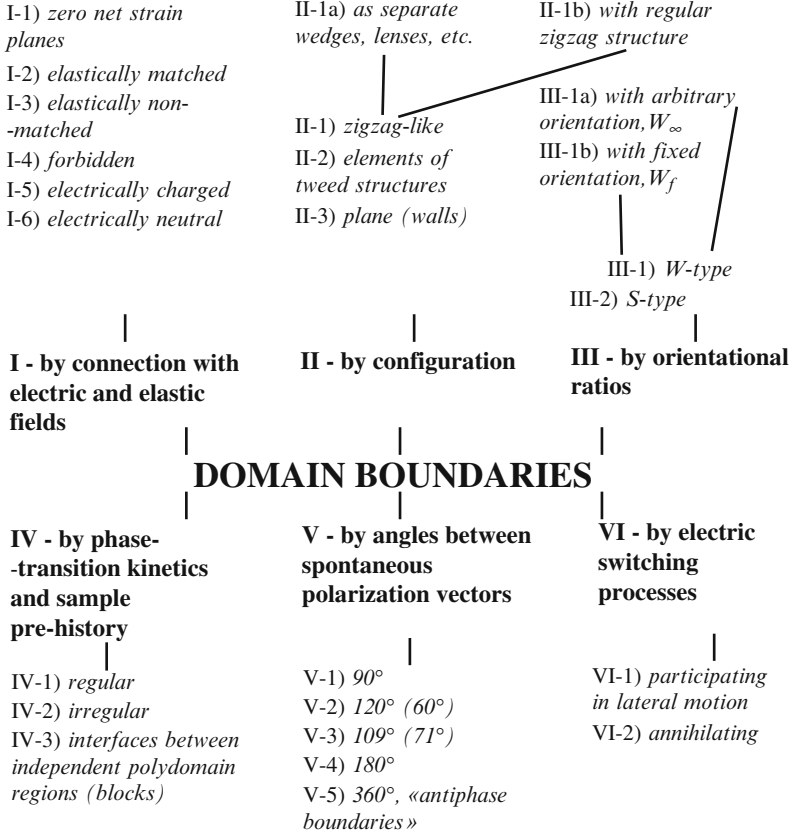 I-1) zero net strain
planes
I-2) elastically matched
I-3) elastically non-
-matched
I-4) forbidden
I-5) electrically charged
I-6) electrically neutral
II-1a) as separate
wedges, lenses, etc.
II-1b) with regular
zigzag structure
II-1) zigzag-like
II-2) elements of
tweed structures
II-3) plane (walls)
III-1a) with arbitrary
orientation, W∞
III-1b) with fixed
orientation, Wf
III-1) W-type
III-2) S-type
I - by connection with
electric and elastic
fields
II - by configuration
III - by orientational
ratios
DOMAIN BOUNDARIES
IV - by phase-
-transition kinetics
and sample
pre-history
IV-1) regular
IV-2) irregular
IV-3) interfaces between
independent polydomain
regions (blocks)
V - by angles between
spontaneous
polarization vectors
V-1) 90°
V-2) 120° (60°)
V-3) 109° (71°)
V-4) 180°
V-5) 360°, «antiphase
boundaries»
VI - by electric
switching
processes
VI-1) participating
in lateral motion
VI-2) annihilating